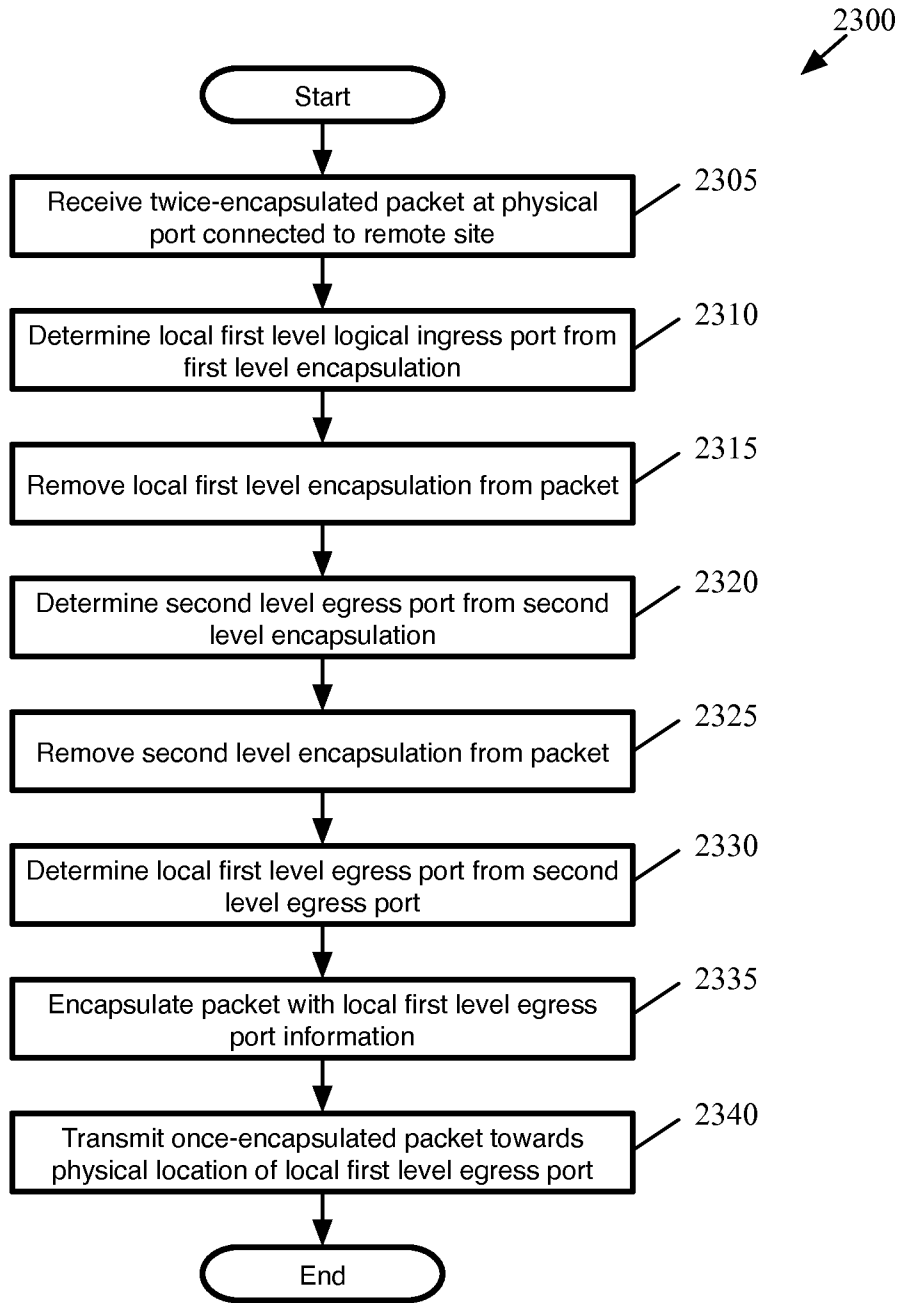 2300
Start
2305
Receive twice-encapsulated packet at physical
port connected to remote site
2310
Determine local first level logical ingress port from
first level encapsulation
2315
Remove local first level encapsulation from packet
2320
Determine second level egress port from second
level encapsulation
2325
Remove second level encapsulation from packet
2330
Determine local first level egress port from second
level egress port
2335
Encapsulate packet with local first level egress
port information
2340
Transmit once-encapsulated packet towards
physical location of local first level egress port
End